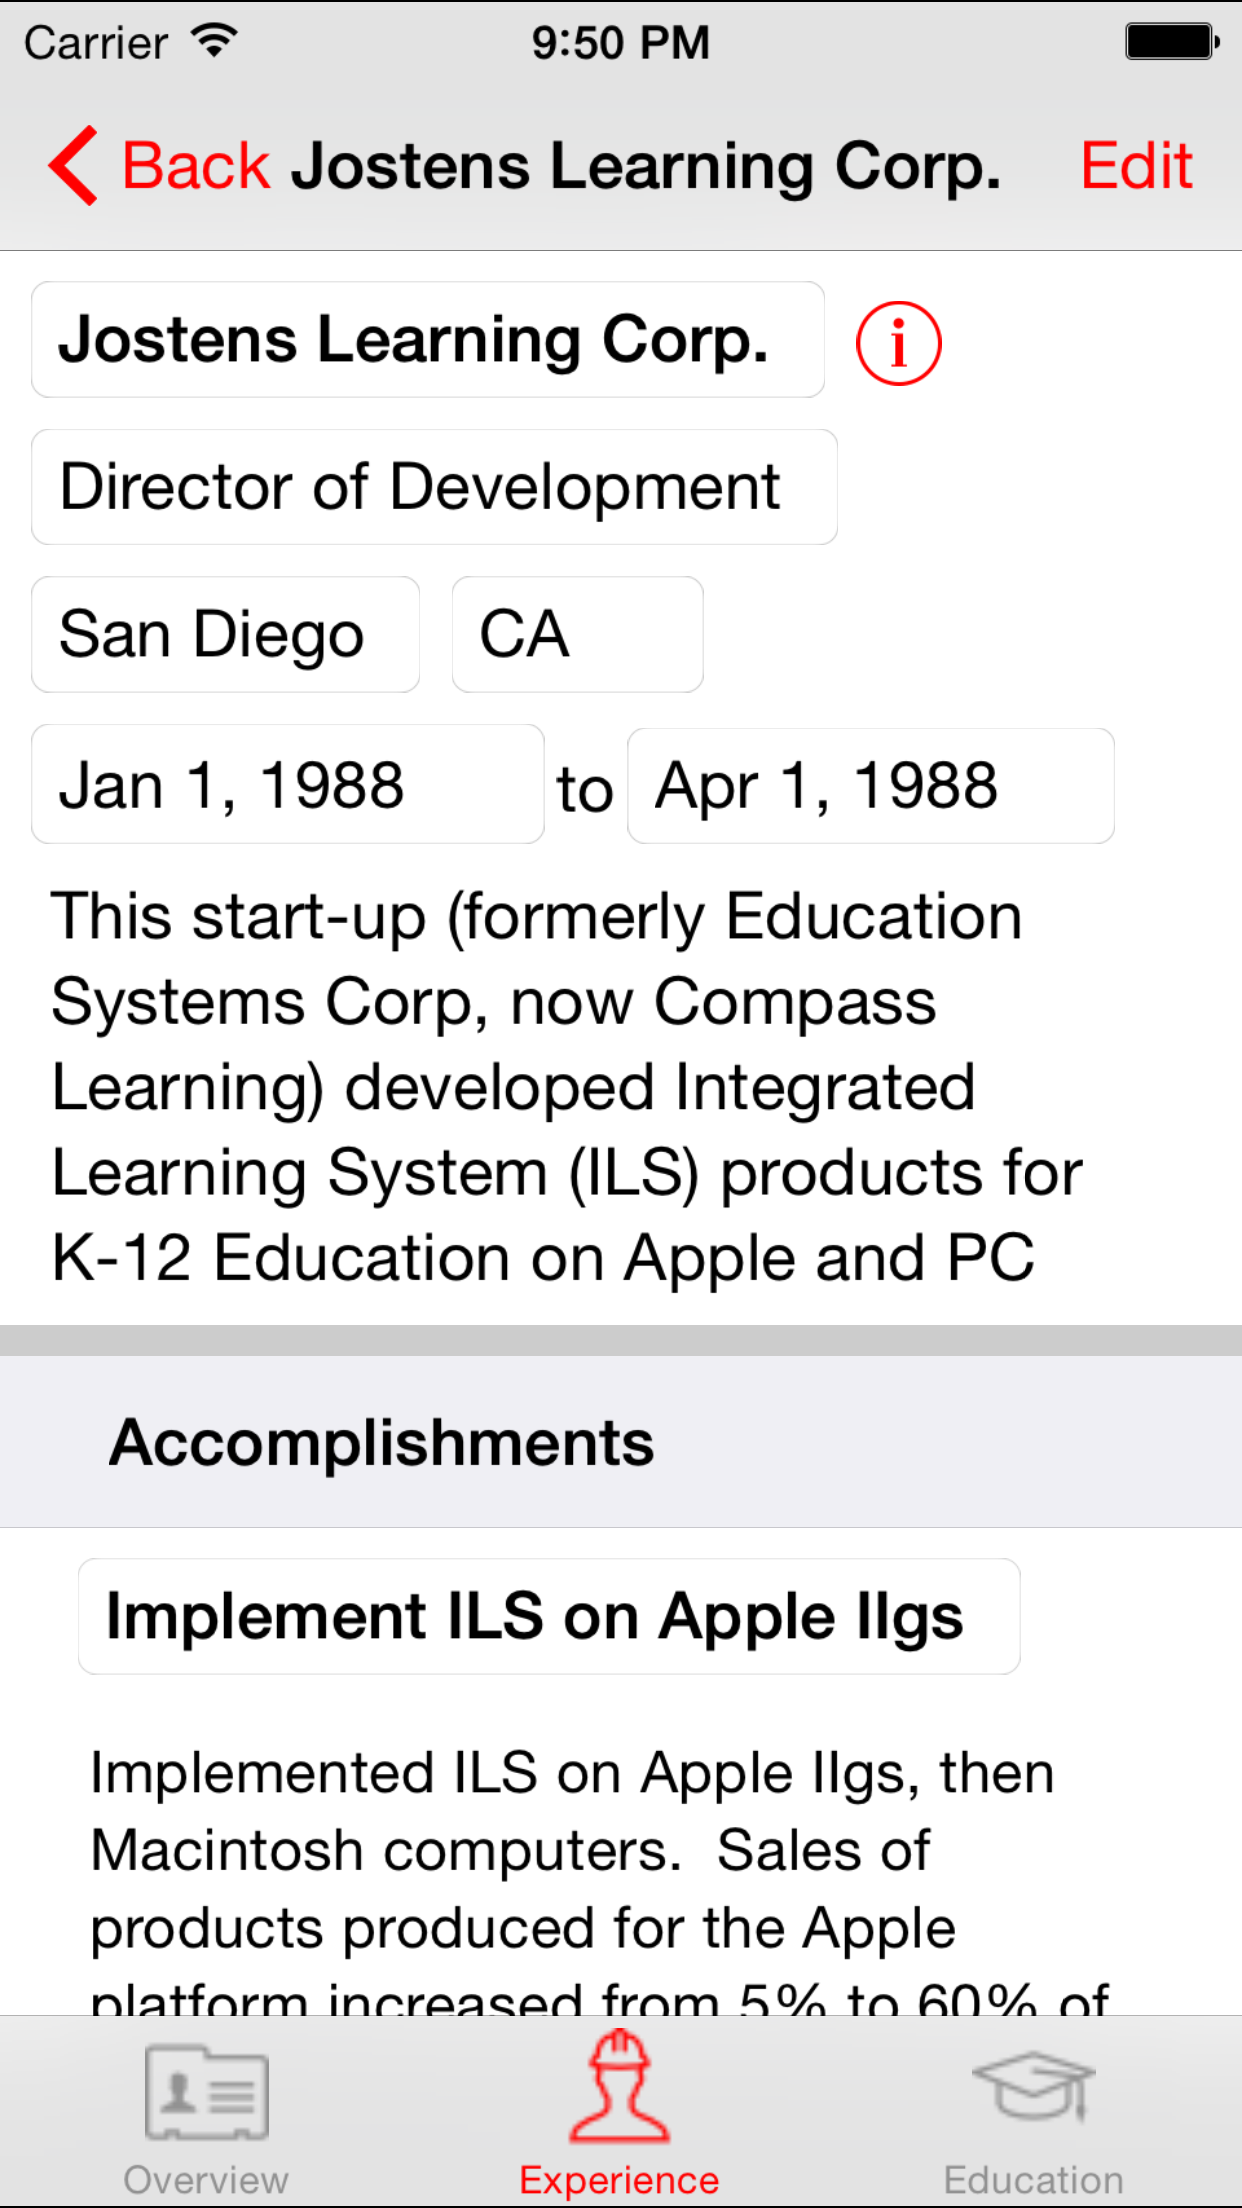 Carrier 9:50 PM
Back Jostens Learning Corp. Edit
Jostens Learning Corp. i
Director of Development
San Diego CA
Jan 1, 1988 to Apr 1, 1988
This start-up (formerly Education
Systems Corp, now Compass
Learning) developed Integrated
Learning System (ILS) products for
K-12 Education on Apple and PC
Accomplishments
Implement ILS on Apple IIgs
Implemented ILS on Apple IIgs, then
Macintosh computers.  Sales of
products produced for the Apple
platform increased from 5% to 60% of
Overview Experience Education